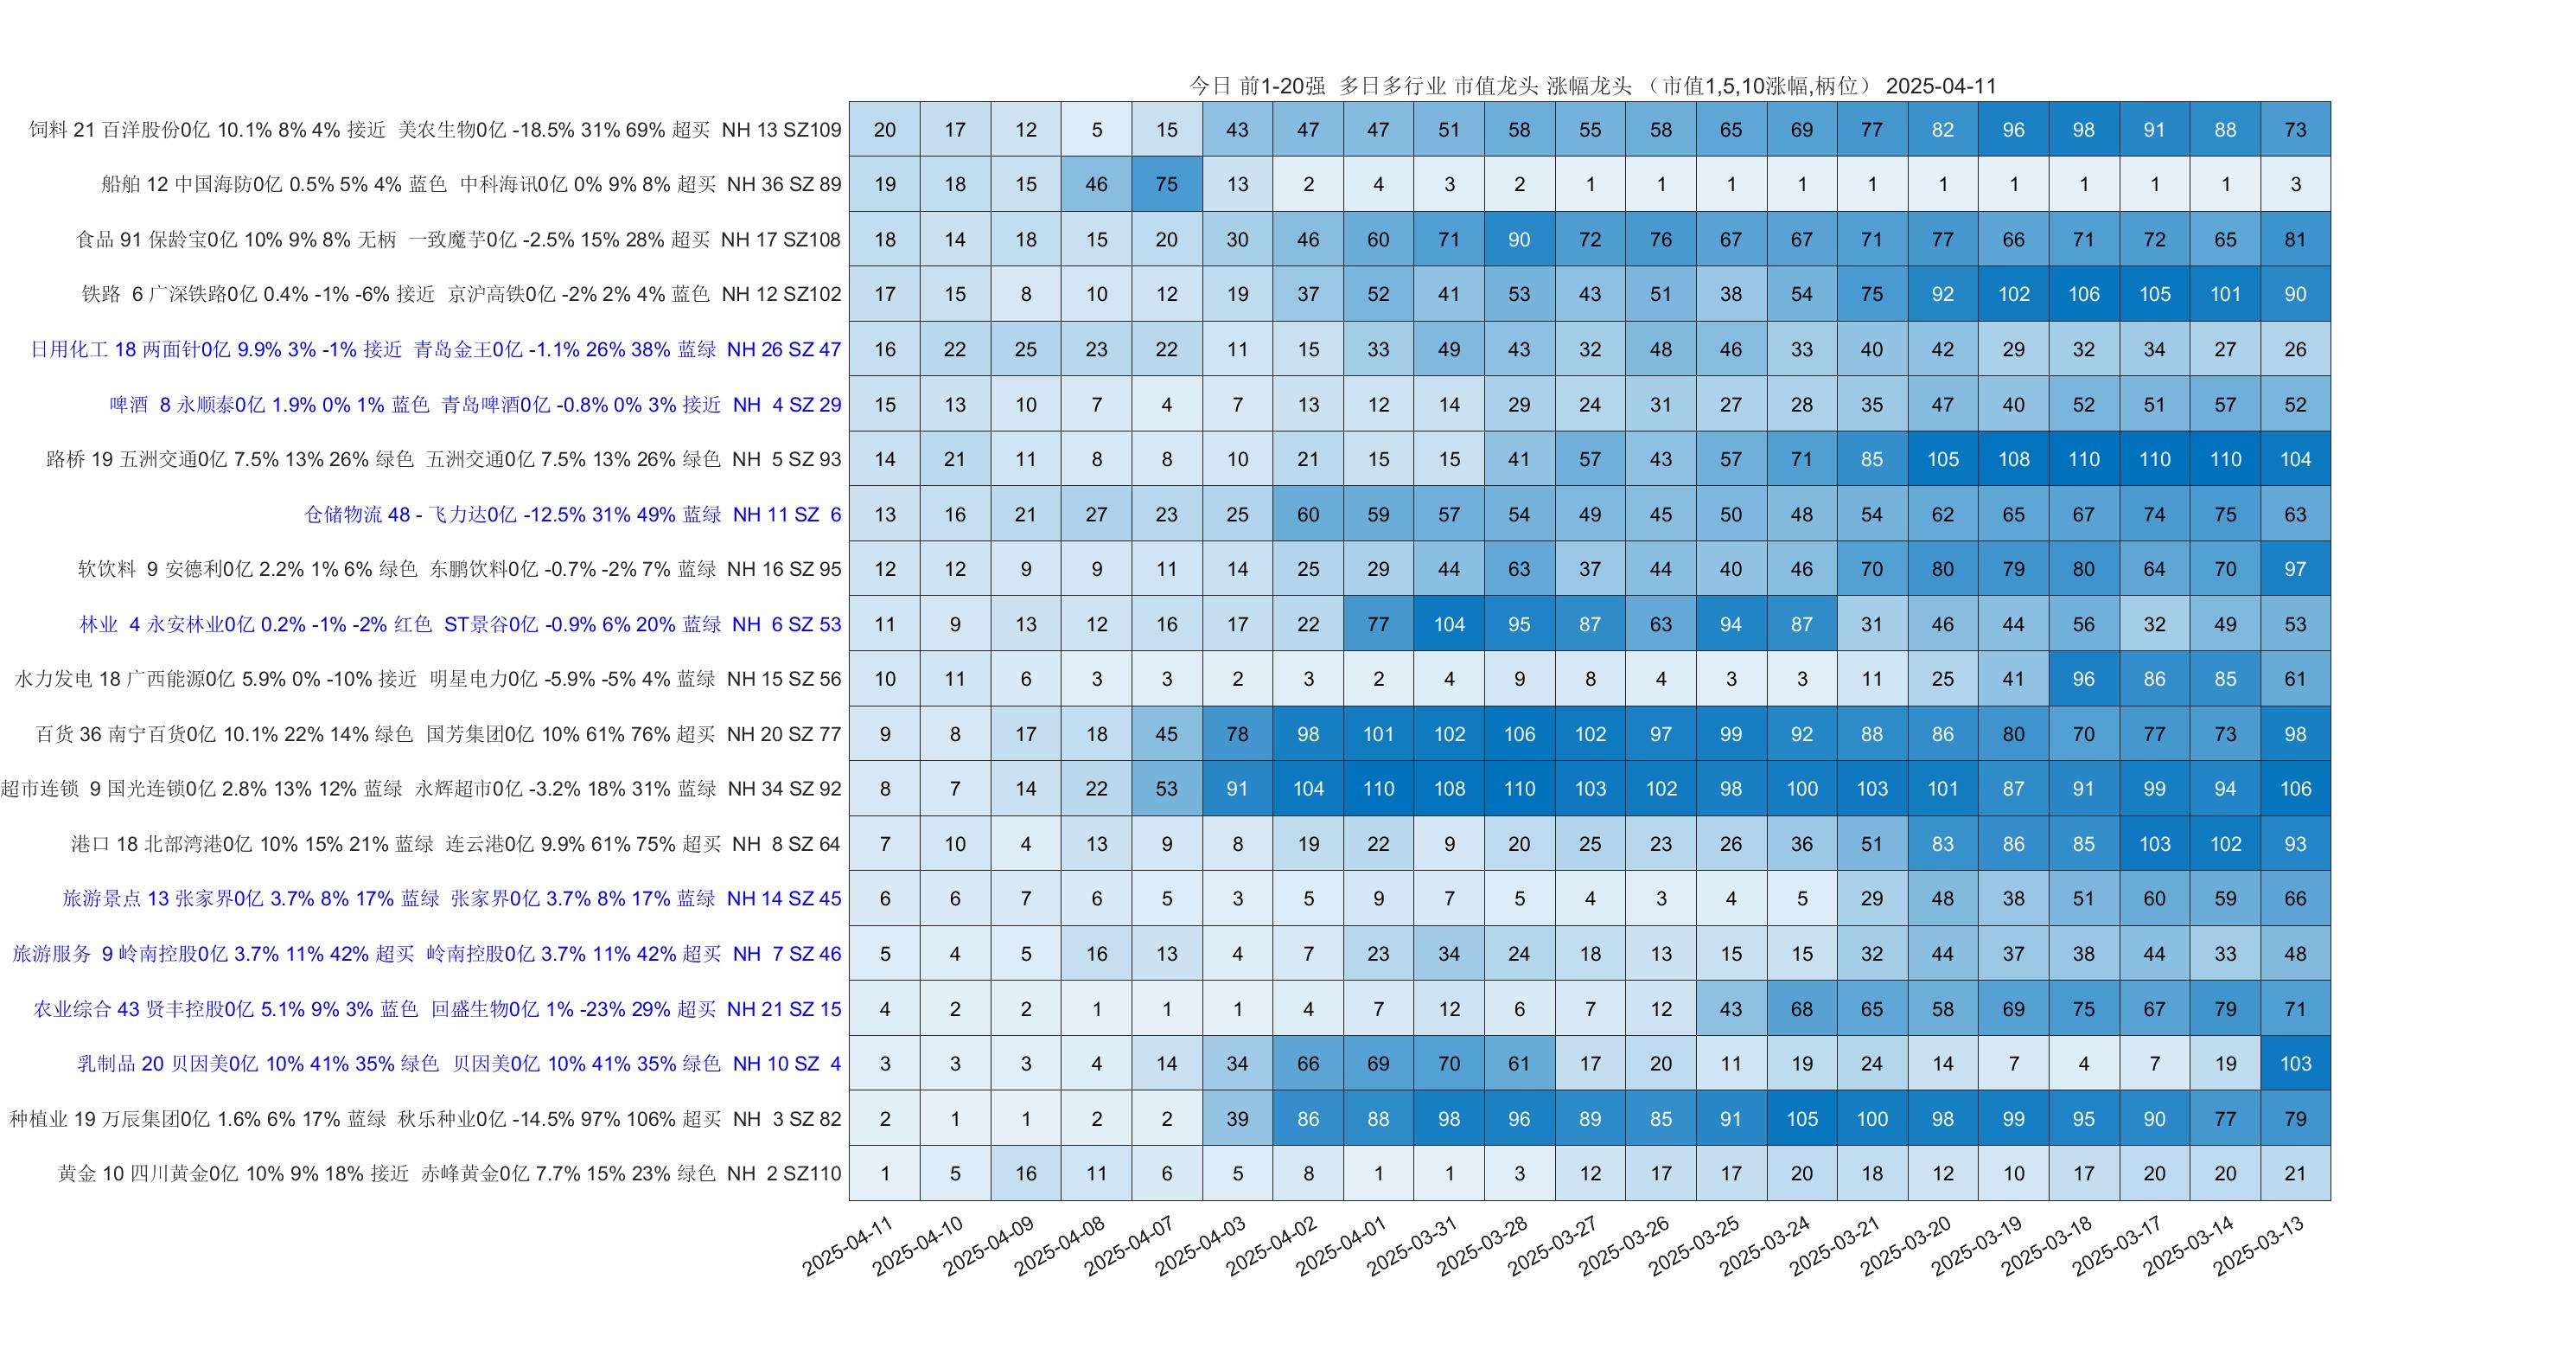 今日 前1-20强 多日多行业 市值龙头 涨幅龙头 （市值1,5,10涨幅,柄位） 2025-04-11
饲料 21 百洋股份0亿 10.1% 8% 4% 接近 美农生物0亿 -18.5% 31% 69% 超买 NH 13 SZ109 20 17 12 5 15 43 47 47 51 58 55 58 65 69 77 82 96 98 91 88 73
船舶 12 中国海防0亿 0.5% 5% 4% 蓝色 中科海讯0亿 0% 9% 8% 超买 NH 36 SZ 89 19 18 15 46 75 13 2 4 3 2 1 1 1 1 1 1 1 1 1 1 3
食品 91 保龄宝0亿 10% 9% 8% 无柄 一致魔芋0亿 -2.5% 15% 28% 超买 NH 17 SZ108 18 14 18 15 20 30 46 60 71 90 72 76 67 67 71 77 66 71 72 65 81
铁路 6 广深铁路0亿 0.4% -1% -6% 接近 京沪高铁0亿 -2% 2% 4% 蓝色 NH 12 SZ102 17 15 8 10 12 19 37 52 41 53 43 51 38 54 75 92 102 106 105 101 90
日用化工 18 两面针0亿 9.9% 3% -1% 接近 青岛金王0亿 -1.1% 26% 38% 蓝绿 NH 26 SZ 47 16 22 25 23 22 11 15 33 49 43 32 48 46 33 40 42 29 32 34 27 26
啤酒 8 永顺泰0亿 1.9% 0% 1% 蓝色 青岛啤酒0亿 -0.8% 0% 3% 接近 NH 4 SZ 29 15 13 10 7 4 7 13 12 14 29 24 31 27 28 35 47 40 52 51 57 52
路桥 19 五洲交通0亿 7.5% 13% 26% 绿色 五洲交通0亿 7.5% 13% 26% 绿色 NH 5 SZ 93 14 21 11 8 8 10 21 15 15 41 57 43 57 71 85 105 108 110 110 110 104
仓储物流 48 - 飞力达0亿 -12.5% 31% 49% 蓝绿 NH 11 SZ 6 13 16 21 27 23 25 60 59 57 54 49 45 50 48 54 62 65 67 74 75 63
软饮料 9 安德利0亿 2.2% 1% 6% 绿色 东鹏饮料0亿 -0.7% -2% 7% 蓝绿 NH 16 SZ 95 12 12 9 9 11 14 25 29 44 63 37 44 40 46 70 80 79 80 64 70 97
林业 4 永安林业0亿 0.2% -1% -2% 红色 ST景谷0亿 -0.9% 6% 20% 蓝绿 NH 6 SZ 53 11 9 13 12 16 17 22 77 104 95 87 63 94 87 31 46 44 56 32 49 53
水力发电 18 广西能源0亿 5.9% 0% -10% 接近 明星电力0亿 -5.9% -5% 4% 蓝绿 NH 15 SZ 56 10 11 6 3 3 2 3 2 4 9 8 4 3 3 11 25 41 96 86 85 61
百货 36 南宁百货0亿 10.1% 22% 14% 绿色 国芳集团0亿 10% 61% 76% 超买 NH 20 SZ 77 9 8 17 18 45 78 98 101 102 106 102 97 99 92 88 86 80 70 77 73 98
超市连锁 9 国光连锁0亿 2.8% 13% 12% 蓝绿 永辉超市0亿 -3.2% 18% 31% 蓝绿 NH 34 SZ 92 8 7 14 22 53 91 104 110 108 110 103 102 98 100 103 101 87 91 99 94 106
港口 18 北部湾港0亿 10% 15% 21% 蓝绿 连云港0亿 9.9% 61% 75% 超买 NH 8 SZ 64 7 10 4 13 9 8 19 22 9 20 25 23 26 36 51 83 86 85 103 102 93
旅游景点 13 张家界0亿 3.7% 8% 17% 蓝绿 张家界0亿 3.7% 8% 17% 蓝绿 NH 14 SZ 45 6 6 7 6 5 3 5 9 7 5 4 3 4 5 29 48 38 51 60 59 66
旅游服务 9 岭南控股0亿 3.7% 11% 42% 超买 岭南控股0亿 3.7% 11% 42% 超买 NH 7 SZ 46 5 4 5 16 13 4 7 23 34 24 18 13 15 15 32 44 37 38 44 33 48
农业综合 43 贤丰控股0亿 5.1% 9% 3% 蓝色 回盛生物0亿 1% -23% 29% 超买 NH 21 SZ 15 4 2 2 1 1 1 4 7 12 6 7 12 43 68 65 58 69 75 67 79 71
乳制品 20 贝因美0亿 10% 41% 35% 绿色 贝因美0亿 10% 41% 35% 绿色 NH 10 SZ 4 3 3 3 4 14 34 66 69 70 61 17 20 11 19 24 14 7 4 7 19 103
种植业 19 万辰集团0亿 1.6% 6% 17% 蓝绿 秋乐种业0亿 -14.5% 97% 106% 超买 NH 3 SZ 82 2 1 1 2 2 39 86 88 98 96 89 85 91 105 100 98 99 95 90 77 79
黄金 10 四川黄金0亿 10% 9% 18% 接近 赤峰黄金0亿 7.7% 15% 23% 绿色 NH 2 SZ110 1 5 16 11 6 5 8 1 1 3 12 17 17 20 18 12 10 17 20 20 21
2025-04-11 2025-04-10 2025-04-09 2025-04-08 2025-04-07 2025-04-03 2025-04-02 2025-04-01 2025-03-31 2025-03-28 2025-03-27 2025-03-26 2025-03-25 2025-03-24 2025-03-21 2025-03-20 2025-03-19 2025-03-18 2025-03-17 2025-03-14 2025-03-13